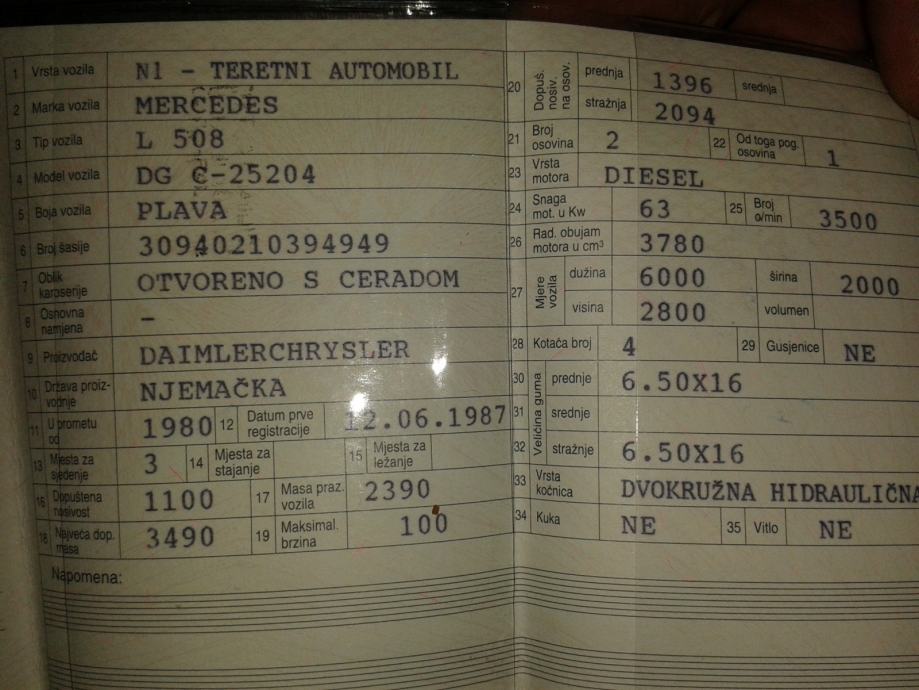 1 Vrsta vozila N1 - TERETNI AUTOMOBIL
2 Marka vozila MERCEDES
3 Tip vozila L 508
4 Model vozila DG C-25204
5 Boja vozila PLAVA
6 Broj šasije 30940210394949
7 Oblik karoserije OTVORENO S CERADOM
8 Osnovna namjena -
9 Proizvođač DAIMLERCHRYSLER
10 Država proiz-
vodnje NJEMAČKA
11 U prometu od 1980 12 Datum prve registracije 12.06.1987
13 Mjesta za sjedenje 3 14 Mjesta za stajanje 15 Mjesta za ležanje
16 Dopuštena nosivost 1100 17 Masa praz. vozila 2390
18 Najveća dop. masa 3490 19 Maksimal. brzina 100
Napomena:
20 Dopuš. nosiv. na osov. prednja 1396 srednja
stražnja 2094
21 Broj osovina 2 22 Od toga pog. osovina 1
23 Vrsta motora DIESEL
24 Snaga mot. u Kw 63 25 Broj o/min 3500
26 Rad. obujam motora u cm³ 3780
27 Mjere vozila dužina 6000 širina 2000
visina 2800 volumen
28 Kotača broj 4 29 Gusjenice NE
30 Veličina guma prednje 6.50X16
31 srednje
32 stražnje 6.50X16
33 Vrsta kočnica DVOKRUŽNA HIDRAULIČNA
34 Kuka NE 35 Vitlo NE